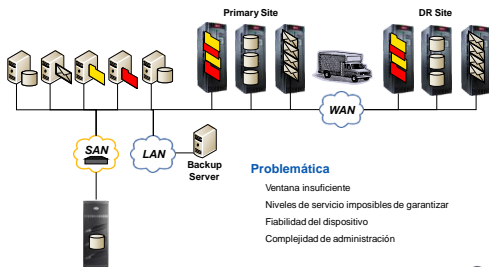 Primary Site
DR Site
WAN
SAN
LAN
Backup
Server
Problemática
Ventana insuficiente
Niveles de servicio imposibles de garantizar
Fiabilidad del dispositivo
Complejidad de administración